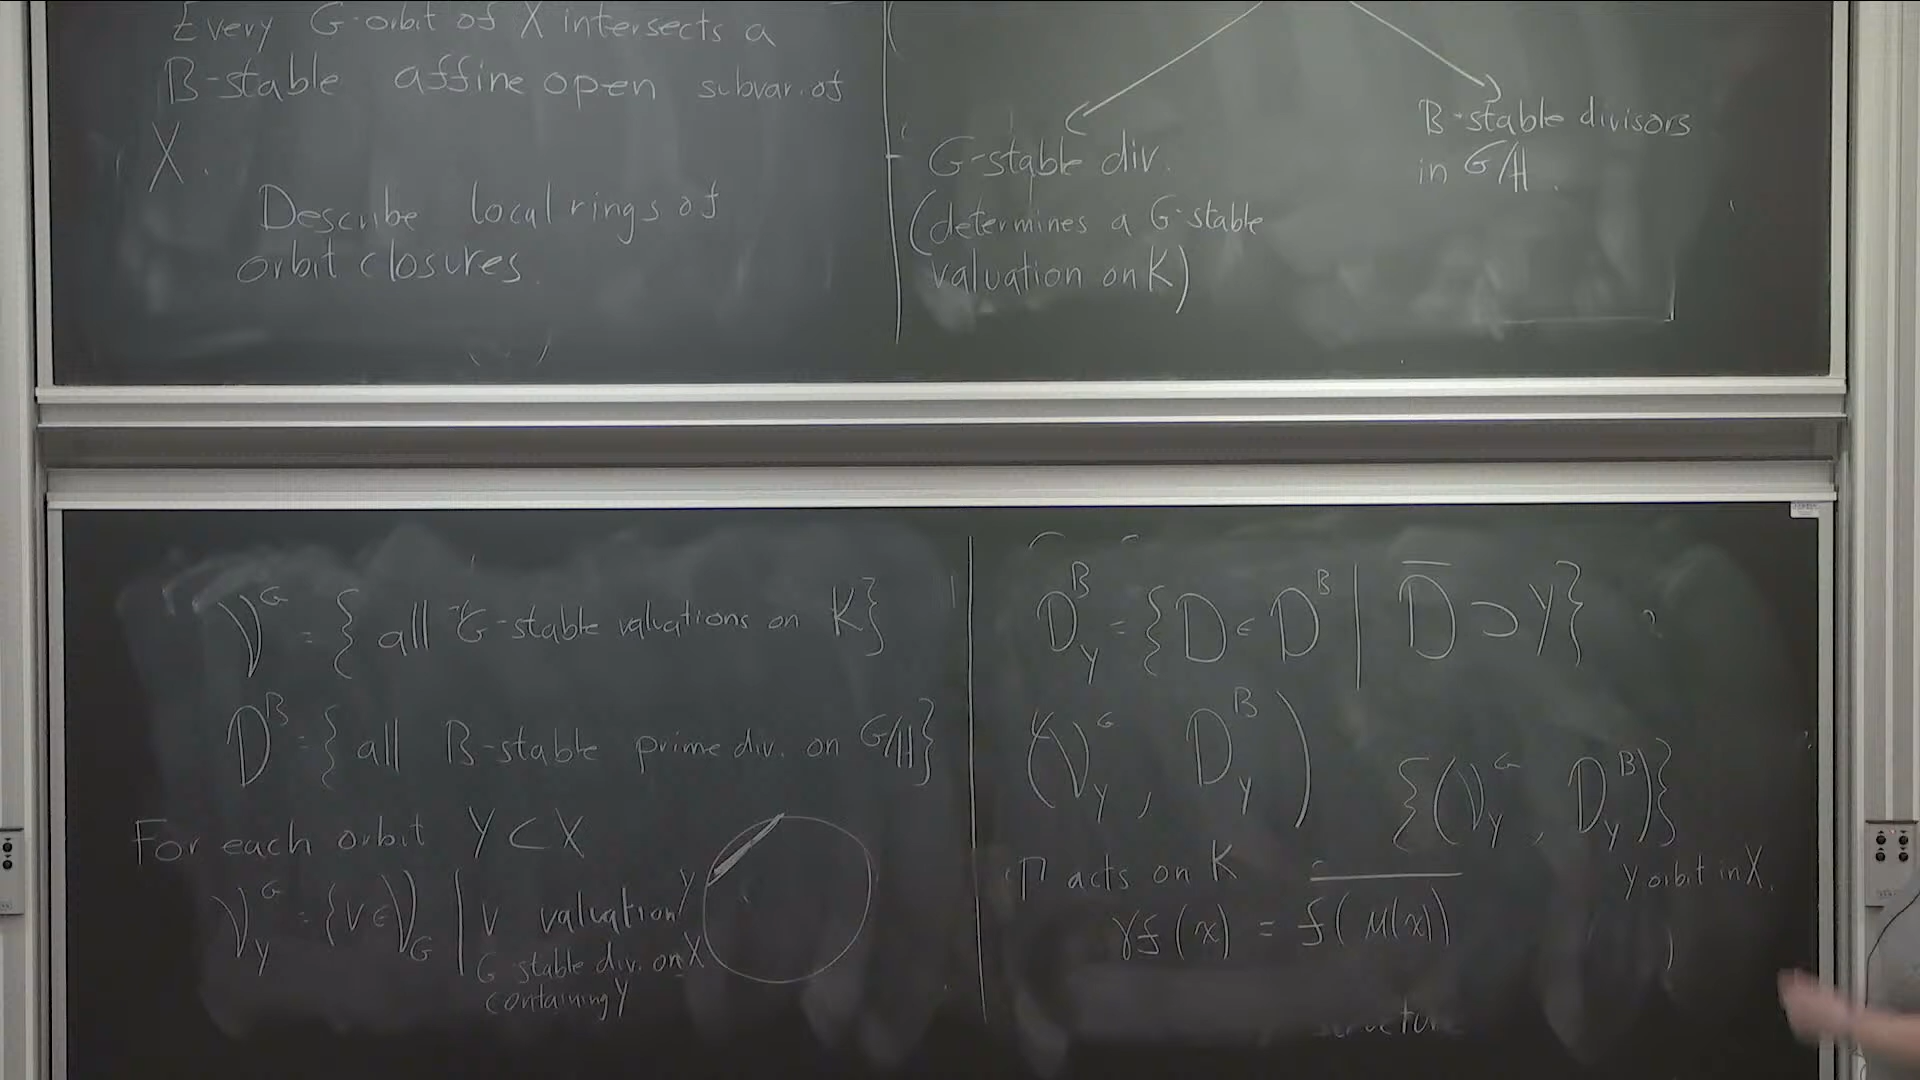 Every G-orbit of X intersects a
B-stable affine open subvar. of
X.
Describe local rings of
orbit closures.
G-stable div.
(determines a G-stable
valuation on K)
B-stable divisors
in G/H.
𝒱^G = { all G-stable valuations on K}
D^B = { all B-stable prime div. on G/H}
For each orbit Y ⊂ X
𝒱_Y^G = {v ∈ 𝒱_G | v valuation
G stable div. on X
containing Y
Y
D_Y^B = {D ∈ D^B | D̅ ⊃ Y}
(𝒱_Y^G, D_Y^B)
{(𝒱_Y^G, D_Y^B)}
Y orbit in X.
Γ acts on K
γf(x) = f(μ(x))
structure